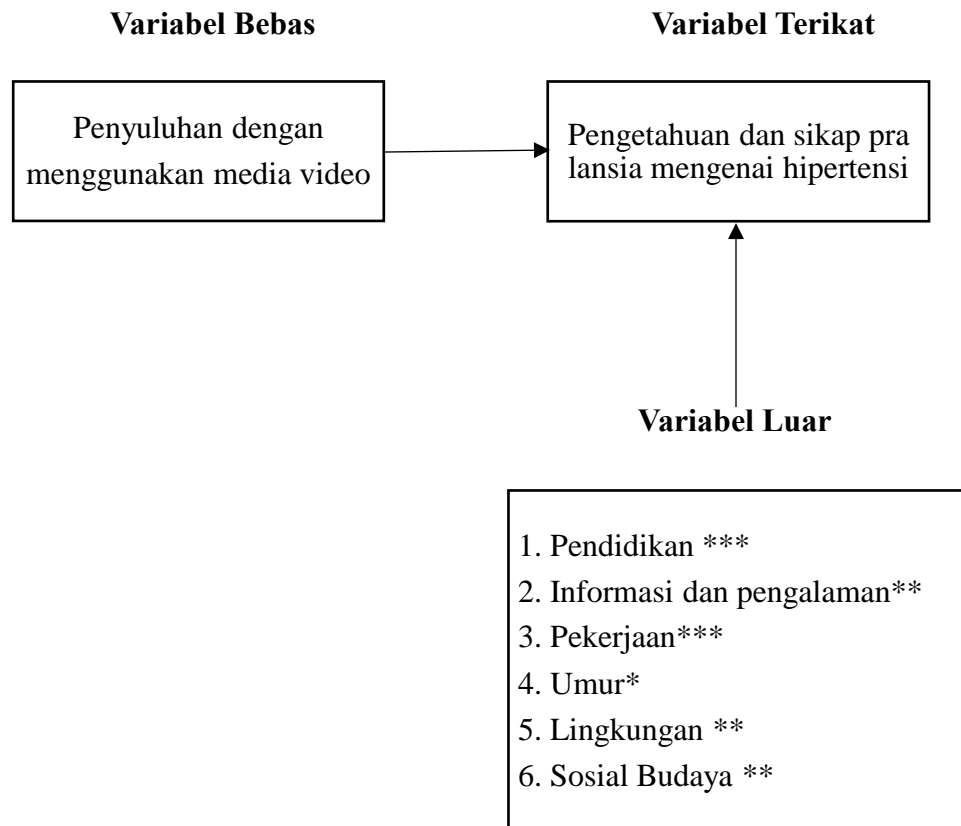 Variabel Bebas
Variabel Terikat
Penyuluhan dengan
menggunakan media video
Pengetahuan dan sikap pra
lansia mengenai hipertensi
Variabel Luar
1. Pendidikan ***
2. Informasi dan pengalaman**
3. Pekerjaan***
4. Umur*
5. Lingkungan **
6. Sosial Budaya **